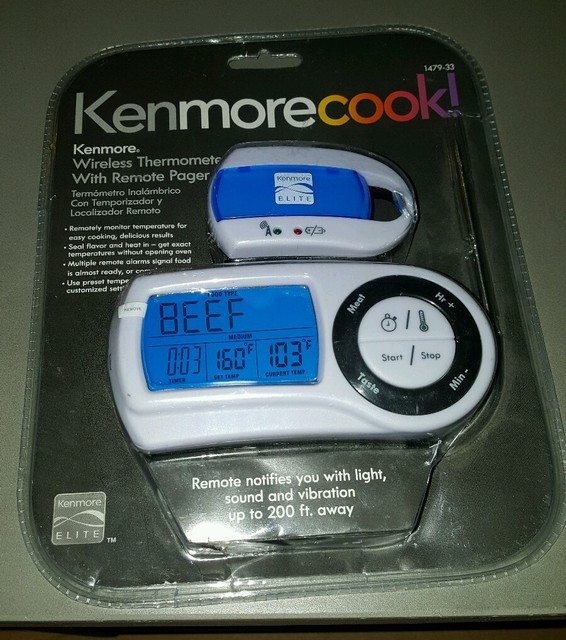 1479-33
Kenmorecook!
Kenmore®
Wireless Thermomete
With Remote Pager
Termómetro Inalámbrico
Con Temporizador y
Localizador Remoto
• Remotely monitor temperature for
easy cooking, delicious results
• Seal flavor and heat in – get exact
temperatures without opening oven
• Multiple remote alarms signal food
is almost ready, or
• Use preset
customized
Kenmore
ELITE
FOOD TYPE
BEEF
MEDIUM
0:03 160°F 103°F
TIMER SET TEMP CURRENT TEMP
Meat Hr +
/
Start / Stop
Taste Min -
Remote notifies you with light,
sound and vibration
up to 200 ft. away
Kenmore
ELITE ™